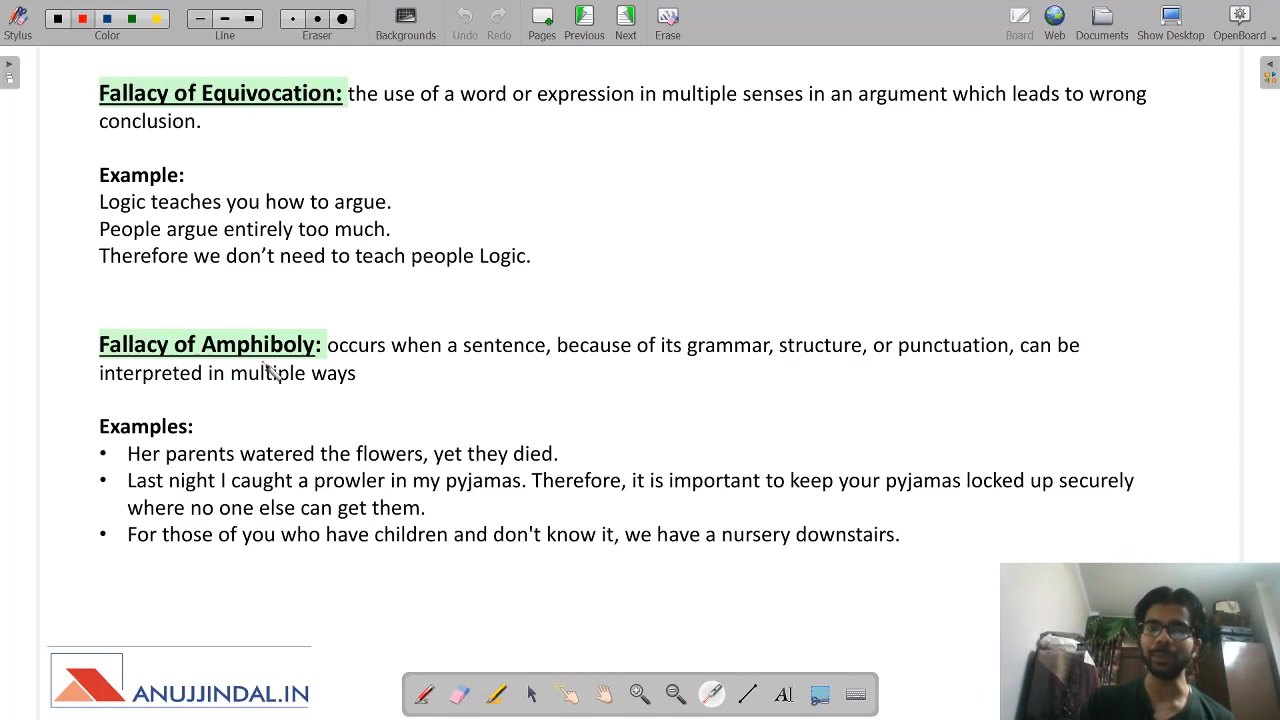 Stylus
Color
Line
Eraser
Backgrounds
Undo
Redo
Pages
Previous
Next
Erase
Board
Web
Documents
Show Desktop
OpenBoard
Fallacy of Equivocation: the use of a word or expression in multiple senses in an argument which leads to wrong
conclusion.
Example:
Logic teaches you how to argue.
People argue entirely too much.
Therefore we don’t need to teach people Logic.
Fallacy of Amphiboly: occurs when a sentence, because of its grammar, structure, or punctuation, can be
interpreted in multiple ways
Examples:
• Her parents watered the flowers, yet they died.
• Last night I caught a prowler in my pyjamas. Therefore, it is important to keep your pyjamas locked up securely
where no one else can get them.
• For those of you who have children and don't know it, we have a nursery downstairs.
ANUJJINDAL.IN
AI